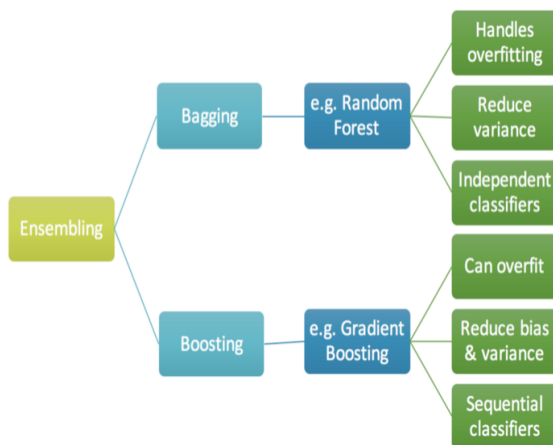 Ensembling
Bagging
e.g. Random
Forest
Handles
overfitting
Reduce
variance
Independent
classifiers
Boosting
e.g. Gradient
Boosting
Can overfit
Reduce bias
& variance
Sequential
classifiers